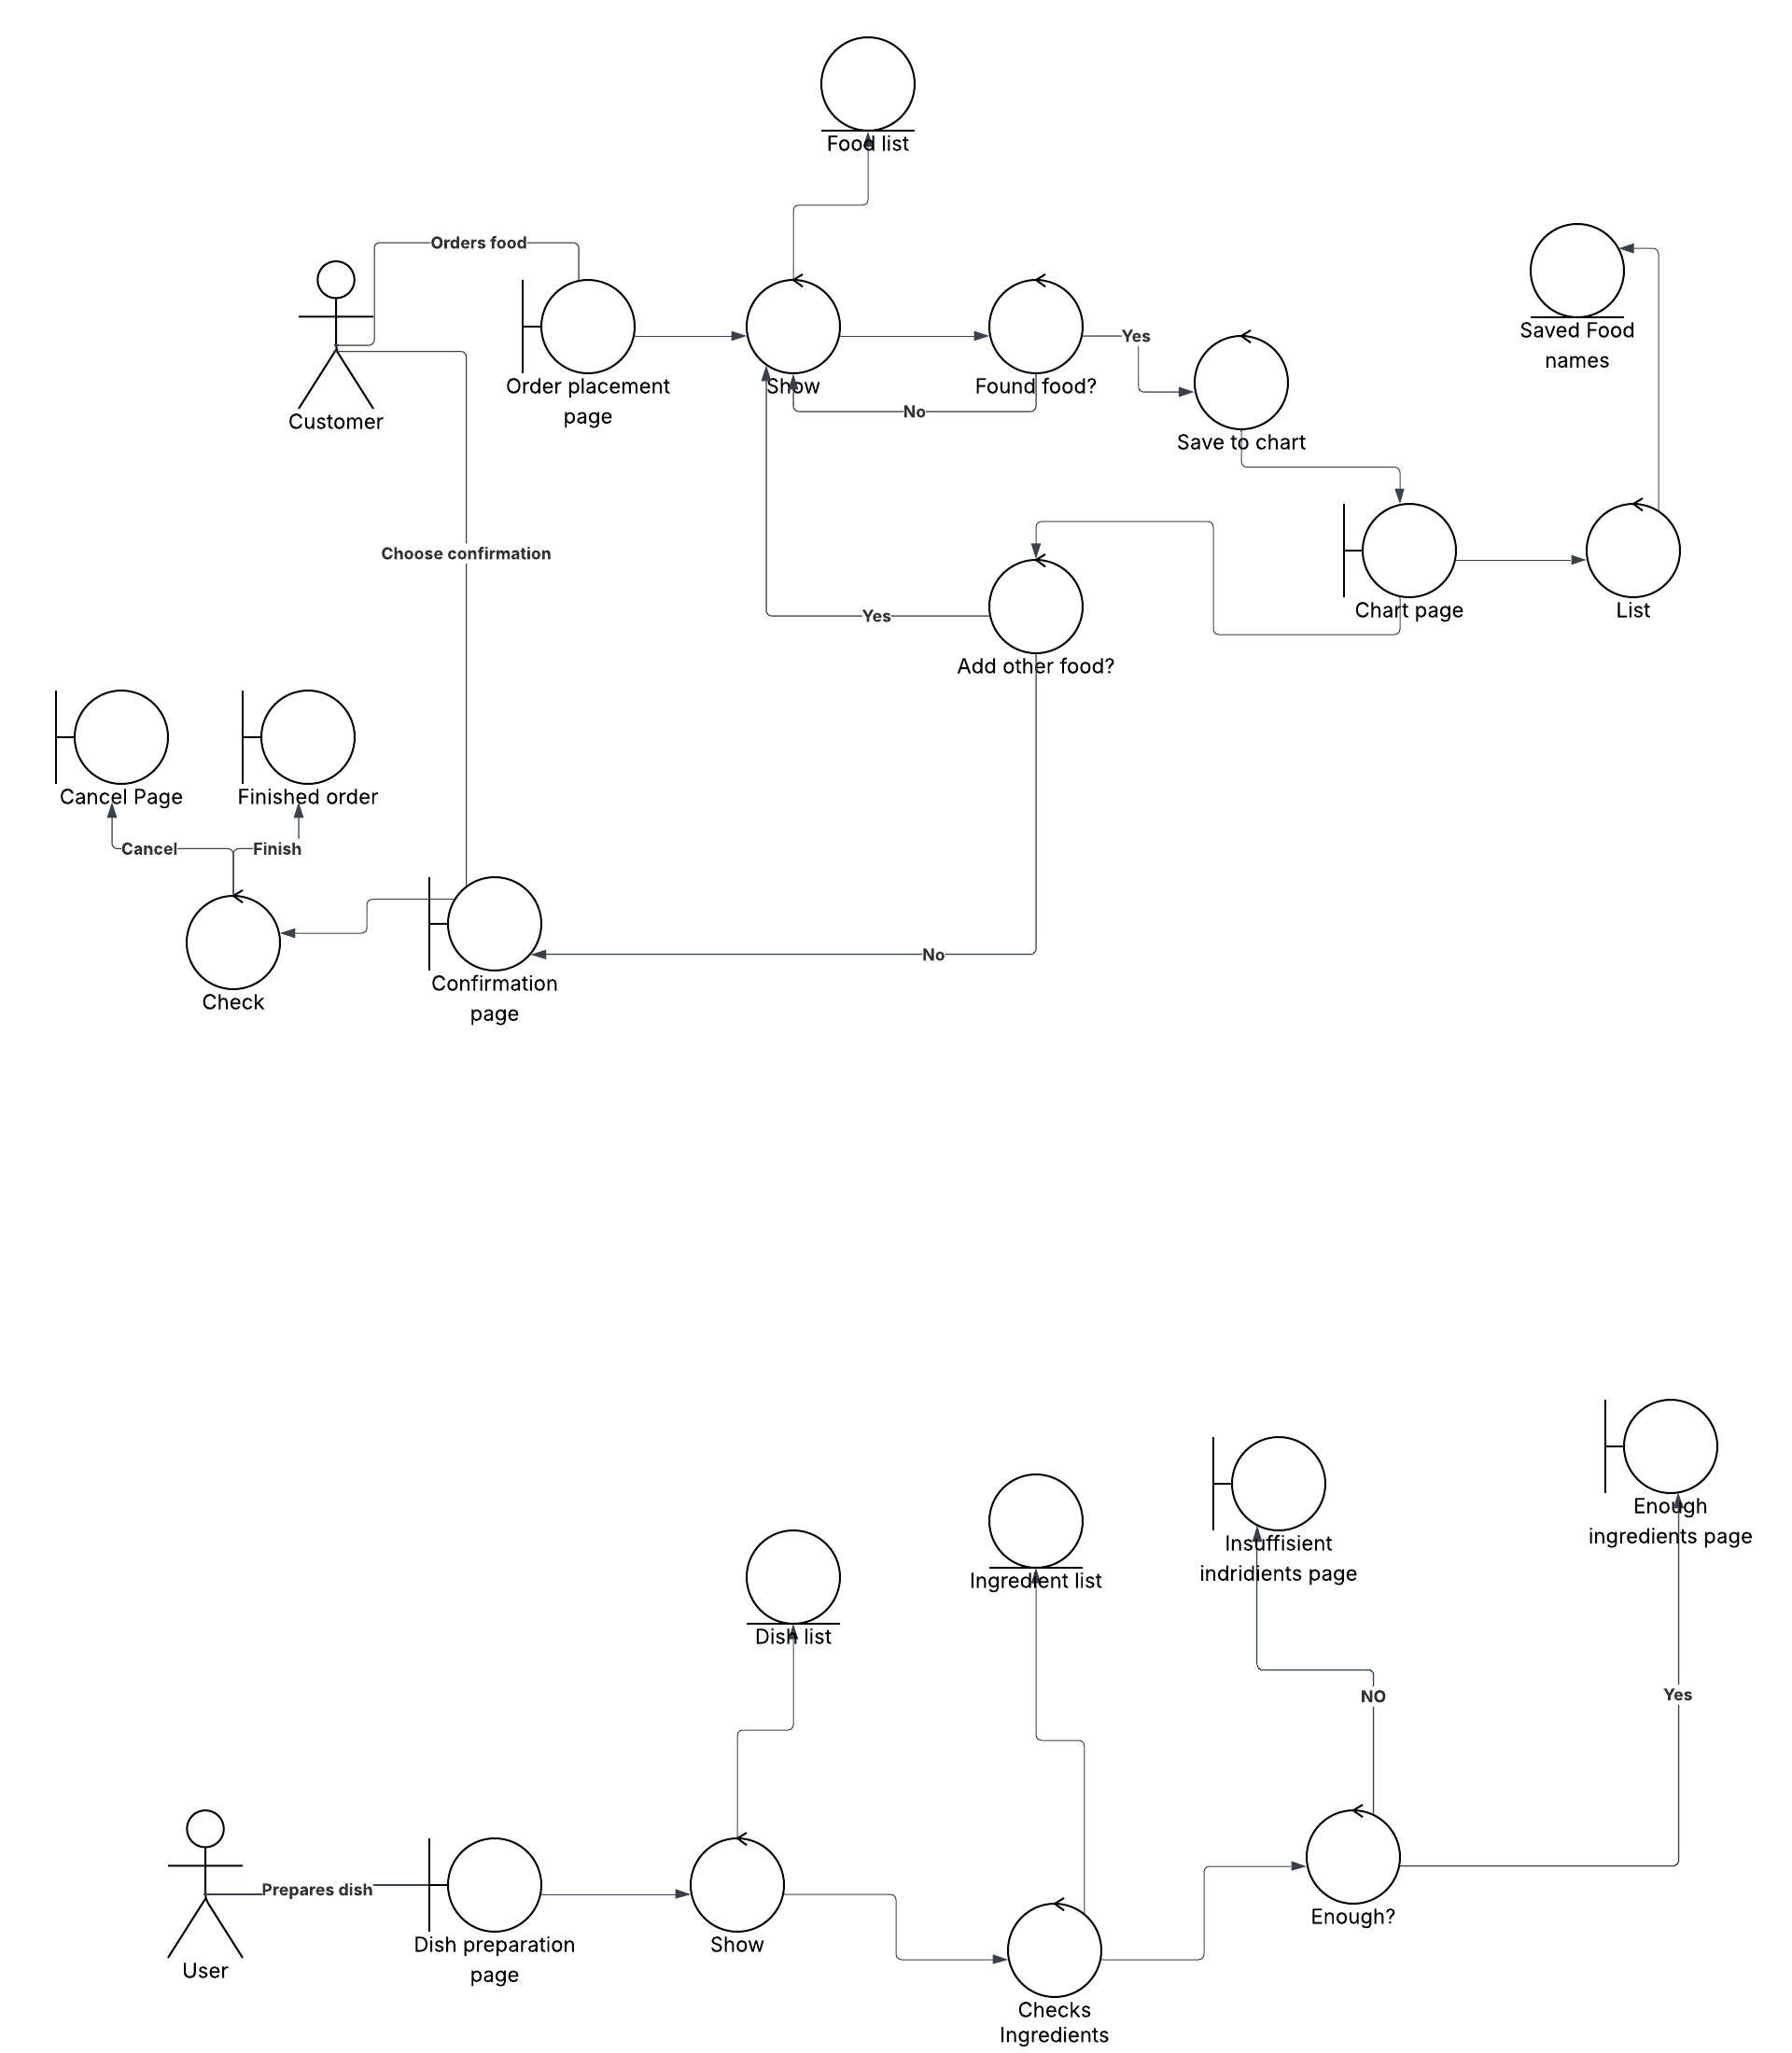 Food list
Orders food
Customer
Order placement
page
Show
Found food?
Yes
No
Save to chart
Saved Food
names
Choose confirmation
Chart page
List
Yes
Add other food?
Cancel Page
Finished order
Cancel
Finish
Check
Confirmation
page
No
Enough
ingredients page
Insuffisient
indridients page
Ingredient list
Dish list
NO
Yes
Prepares dish
User
Dish preparation
page
Show
Enough?
Checks
Ingredients